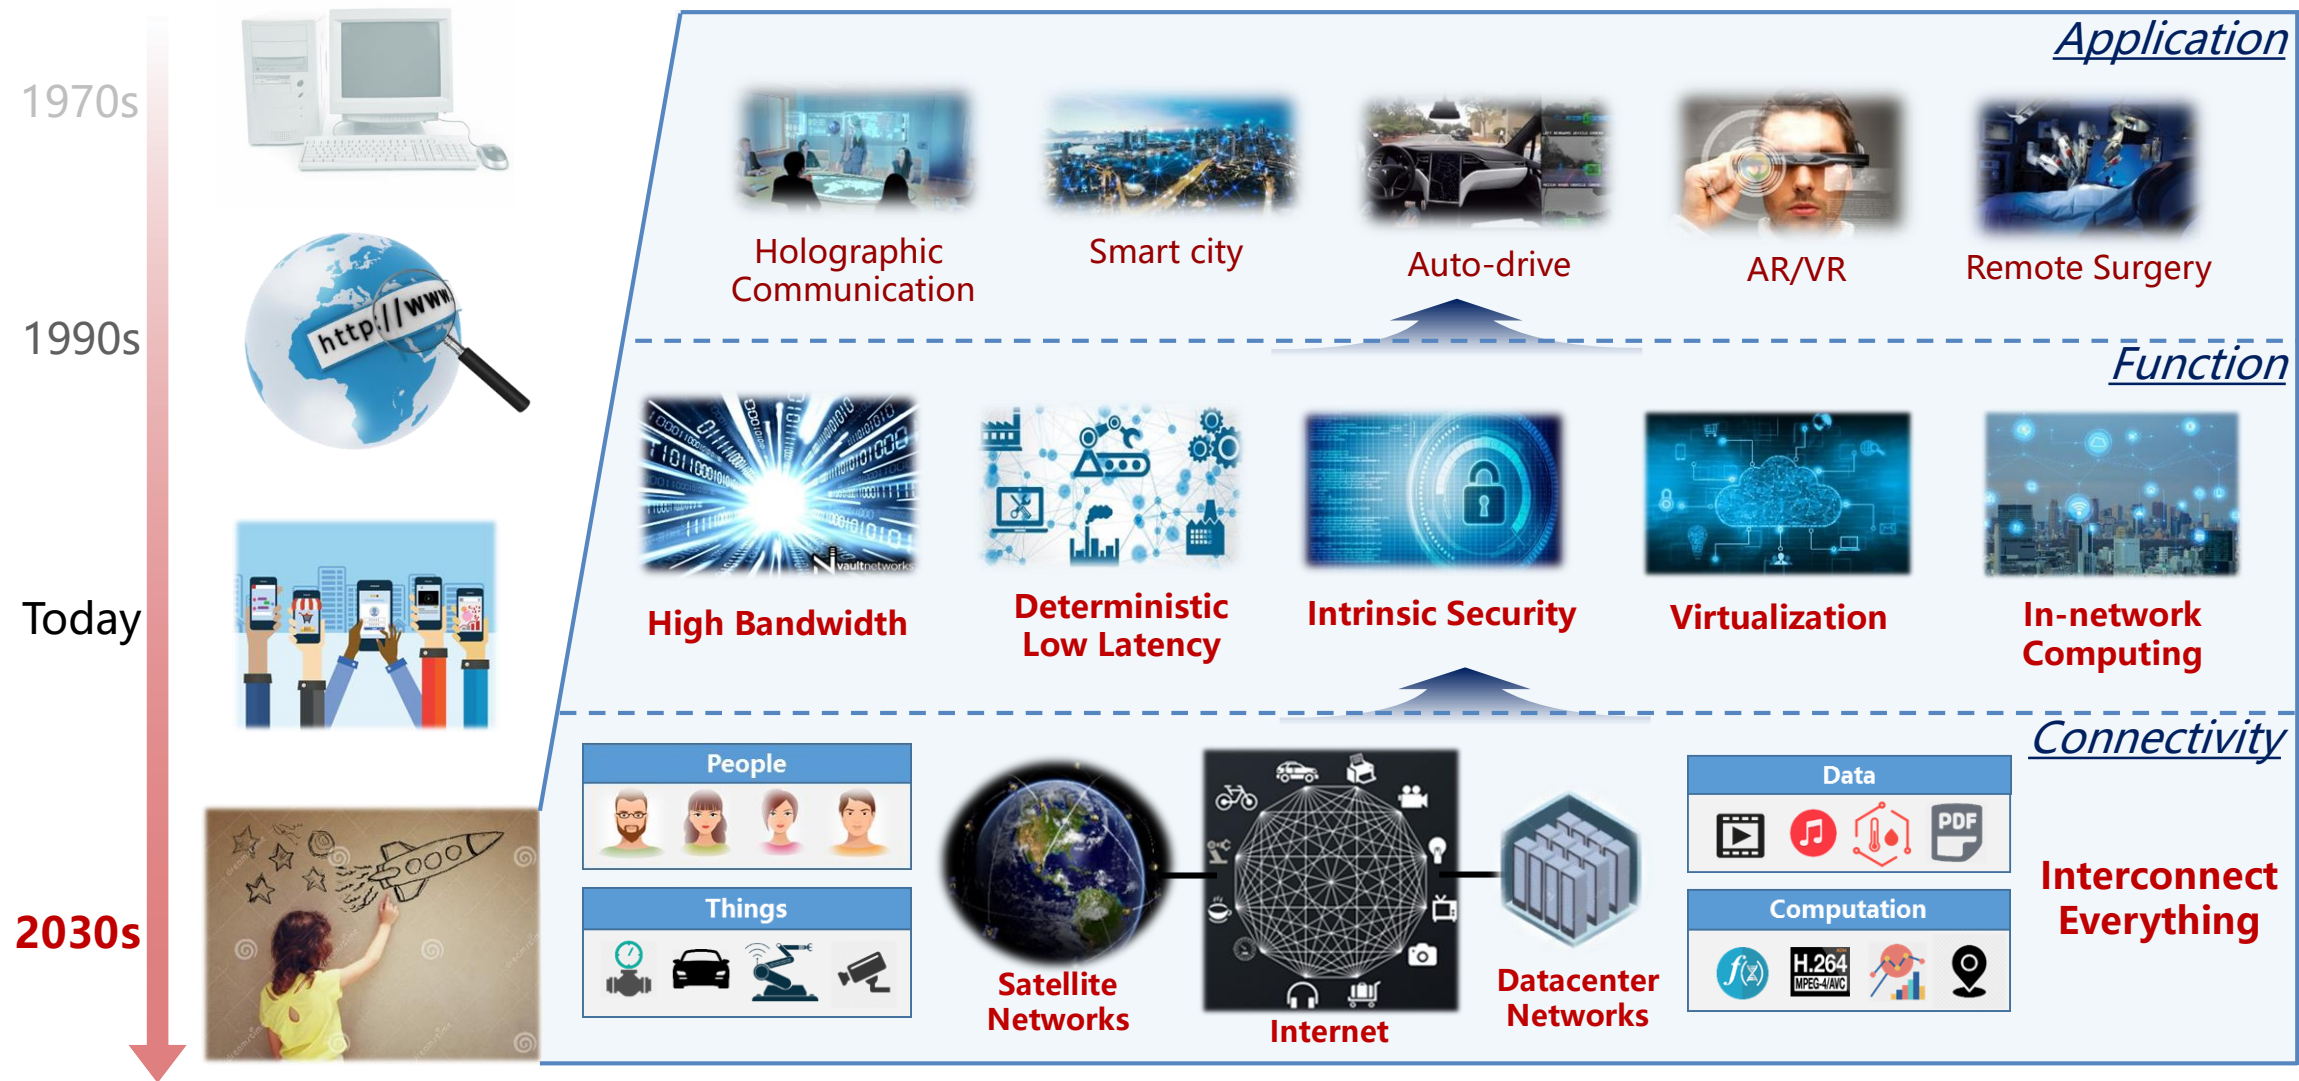 1970s
1990s
Today
2030s
http://www.
Application
Holographic
Communication
Smart city
Auto-drive
AR/VR
Remote Surgery
Function
vaultnetworks
High Bandwidth
Deterministic
Low Latency
Intrinsic Security
Virtualization
In-network
Computing
Connectivity
People
Things
Satellite
Networks
Internet
Datacenter
Networks
Data
PDF
Computation
f(x)
H.264
MPEG-4/AVC
Interconnect
Everything